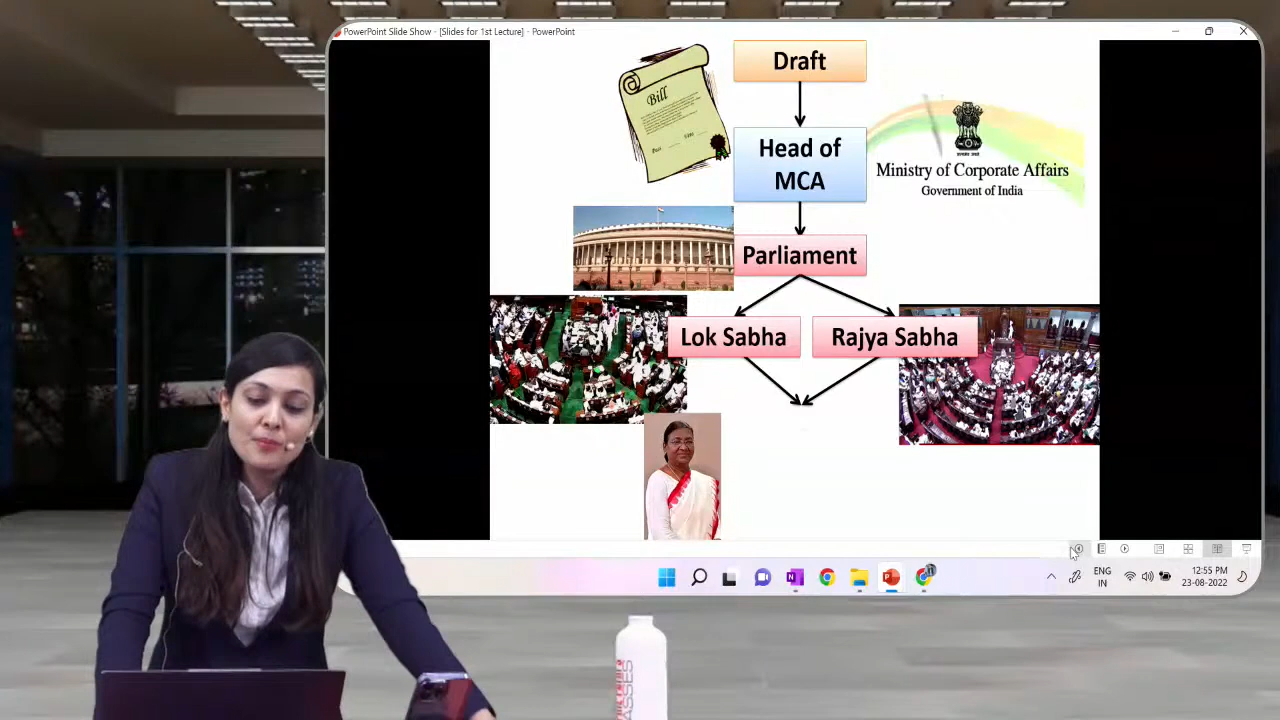 PowerPoint Slide Show - [Slides for 1st Lecture] - PowerPoint
Draft
Bill
Head of
MCA
Ministry of Corporate Affairs
Government of India
Parliament
Lok Sabha
Rajya Sabha
ENG
IN
12:55 PM
23-08-2022
ASSES